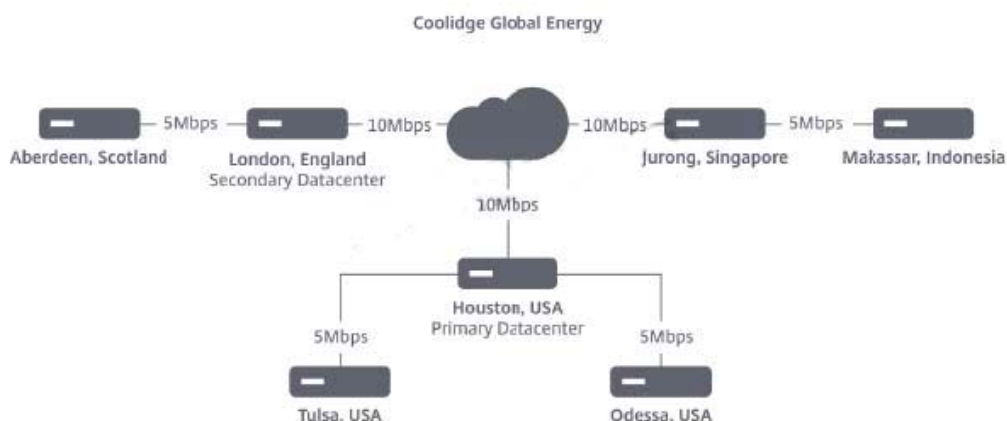 Coolidge Global Energy
5Mbps
10Mbps
10Mbps
5Mbps
Aberdeen, Scotland
London, England
Secondary Datacenter
Jurong, Singapore
Makassar, Indonesia
10Mbps
Houston, USA
Primary Datacenter
5Mbps
5Mbps
Tulsa, USA
Odessa, USA